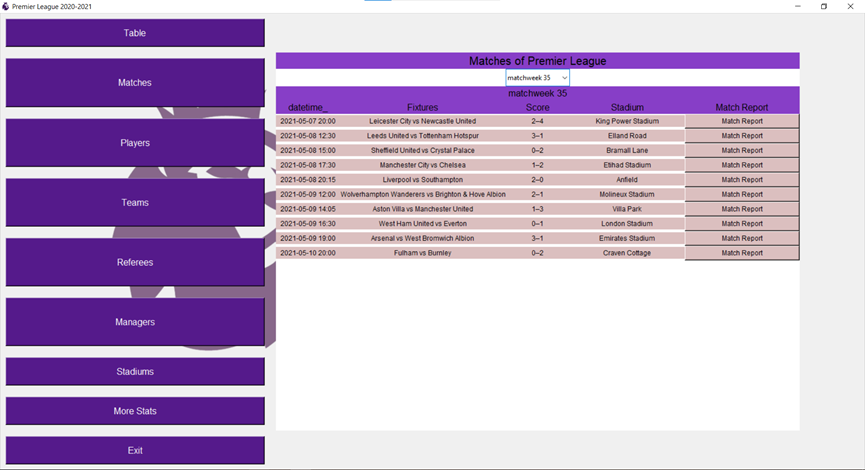 Premier League 2020-2021
Table
Matches
Players
Teams
Referees
Managers
Stadiums
More Stats
Exit
Matches of Premier League
matchweek 35
matchweek 35
datetime_ Fixtures Score Stadium Match Report
2021-05-07 20:00 Leicester City vs Newcastle United 2–4 King Power Stadium Match Report
2021-05-08 12:30 Leeds United vs Tottenham Hotspur 3–1 Elland Road Match Report
2021-05-08 15:00 Sheffield United vs Crystal Palace 0–2 Bramall Lane Match Report
2021-05-08 17:30 Manchester City vs Chelsea 1–2 Etihad Stadium Match Report
2021-05-08 20:15 Liverpool vs Southampton 2–0 Anfield Match Report
2021-05-09 12:00 Wolverhampton Wanderers vs Brighton & Hove Albion 2–1 Molineux Stadium Match Report
2021-05-09 14:05 Aston Villa vs Manchester United 1–3 Villa Park Match Report
2021-05-09 16:30 West Ham United vs Everton 0–1 London Stadium Match Report
2021-05-09 19:00 Arsenal vs West Bromwich Albion 3–1 Emirates Stadium Match Report
2021-05-10 20:00 Fulham vs Burnley 0–2 Craven Cottage Match Report